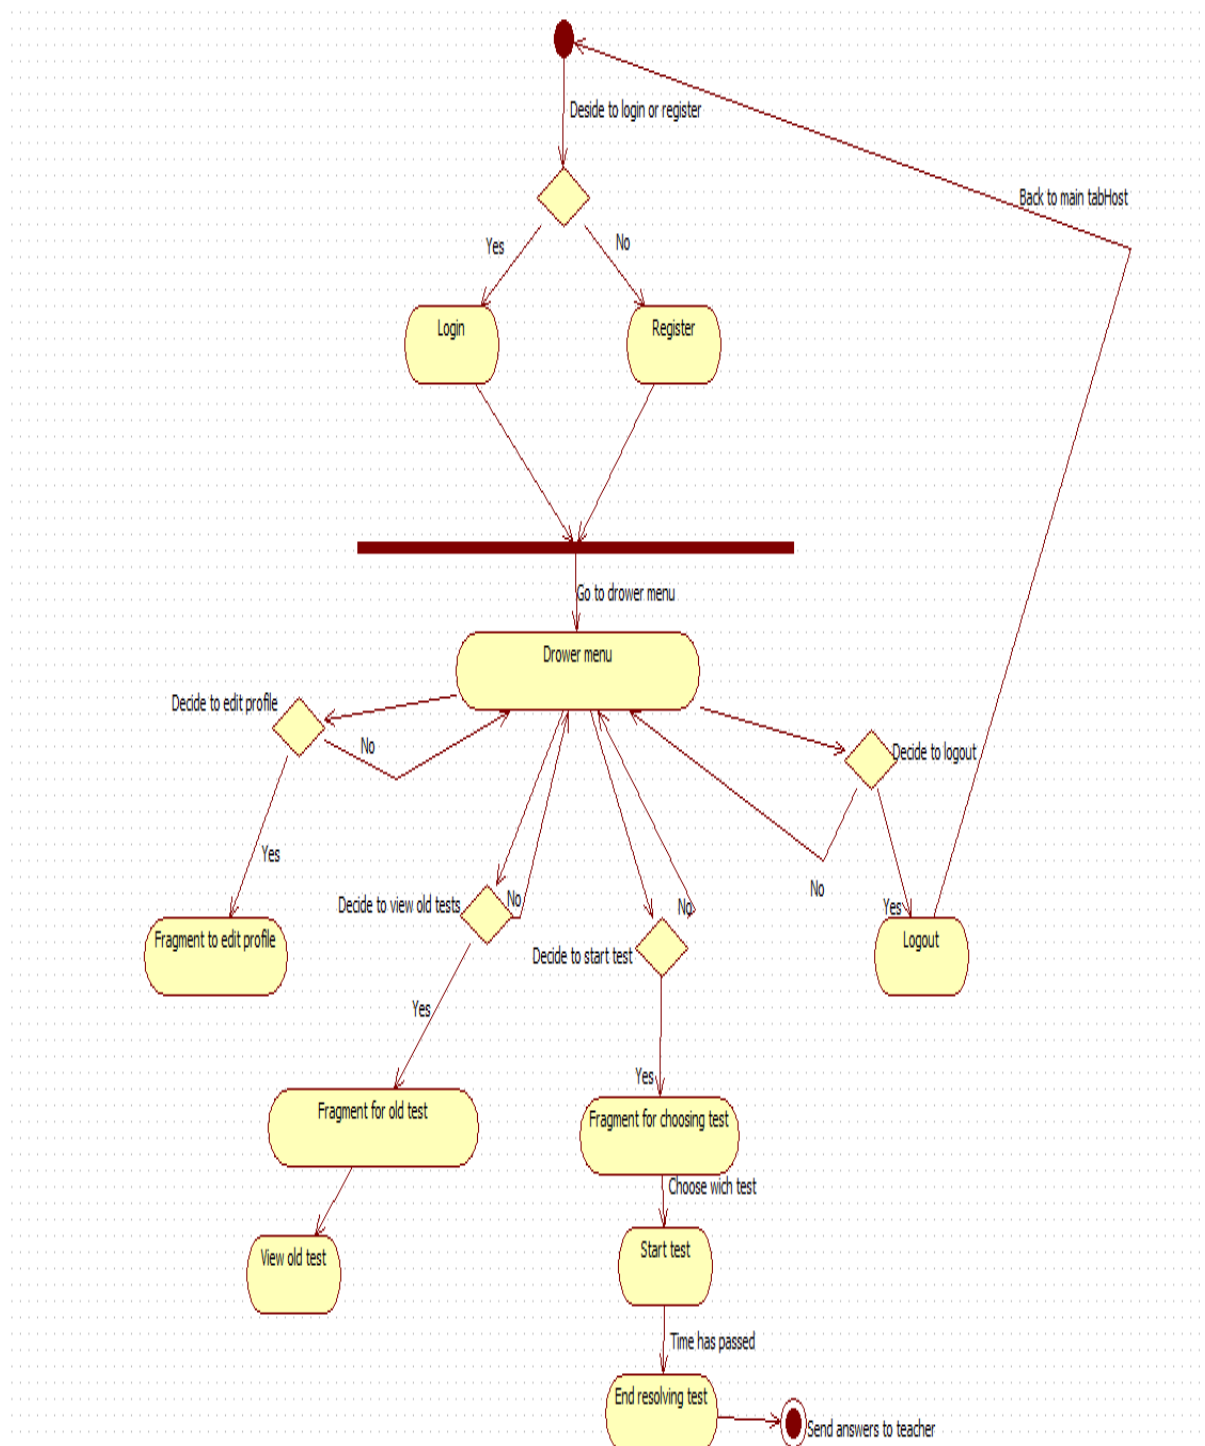 Deside to login or register
Back to main tabHost
Yes
No
Login
Register
Go to drower menu
Drower menu
Decide to edit profile
No
Decide to logout
Yes
No
Decide to view old tests
No
No
Yes
Fragment to edit profile
Decide to start test
Logout
Yes
Yes
Fragment for old test
Fragment for choosing test
Choose wich test
View old test
Start test
Time has passed
End resolving test
Send answers to teacher